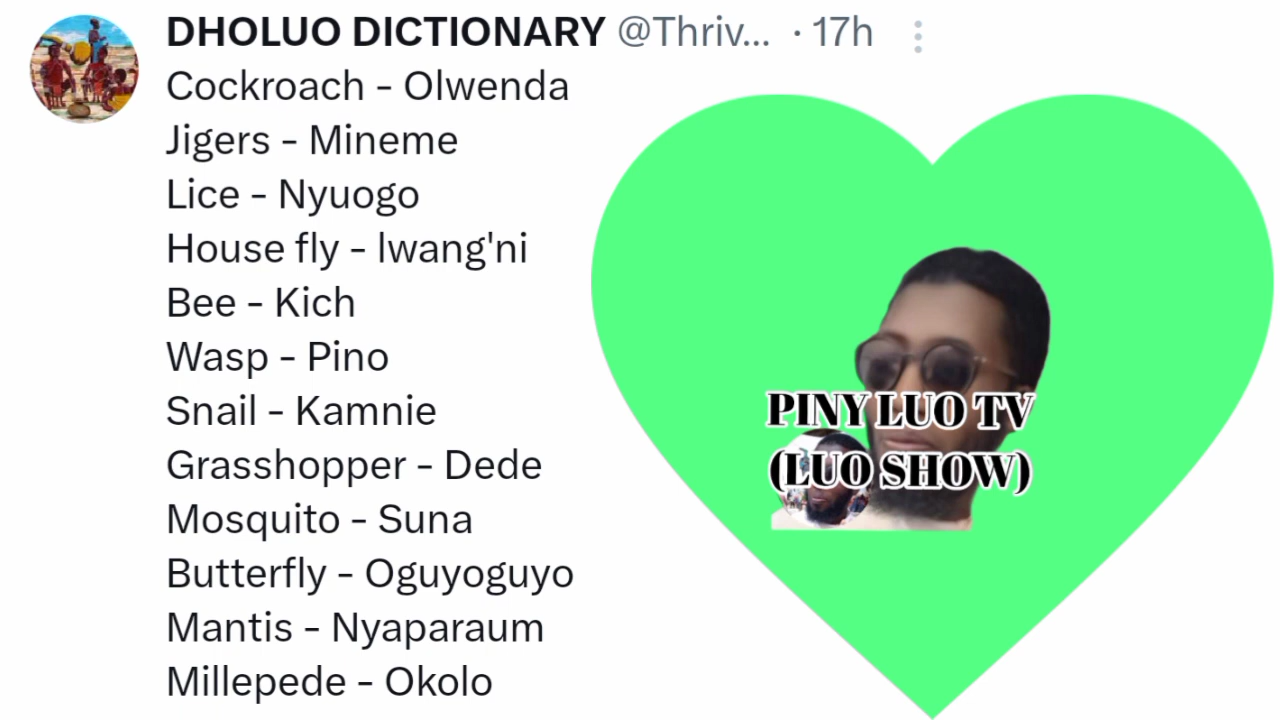 DHOLUO DICTIONARY @Thriv... · 17h
Cockroach - Olwenda
Jigers - Mineme
Lice - Nyuogo
House fly - lwang'ni
Bee - Kich
Wasp - Pino
Snail - Kamnie
Grasshopper - Dede
Mosquito - Suna
Butterfly - Oguyoguyo
Mantis - Nyaparaum
Millepede - Okolo
PINY LUO TV
(LUO SHOW)